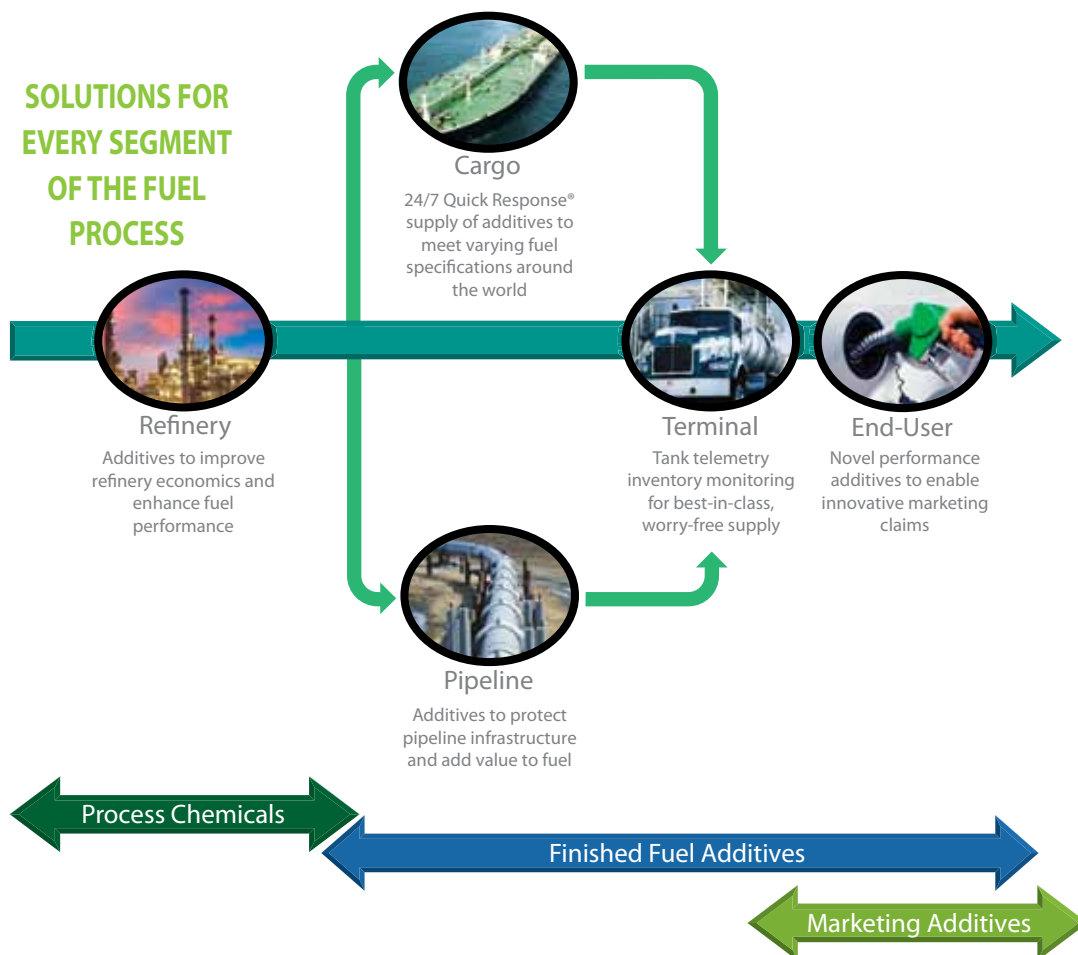 SOLUTIONS FOR
EVERY SEGMENT
OF THE FUEL
PROCESS
Cargo
24/7 Quick Response®
supply of additives to
meet varying fuel
specifications around
the world
Refinery
Additives to improve
refinery economics and
enhance fuel
performance
Terminal
Tank telemetry
inventory monitoring
for best-in-class,
worry-free supply
End-User
Novel performance
additives to enable
innovative marketing
claims
Pipeline
Additives to protect
pipeline infrastructure
and add value to fuel
Process Chemicals
Finished Fuel Additives
Marketing Additives